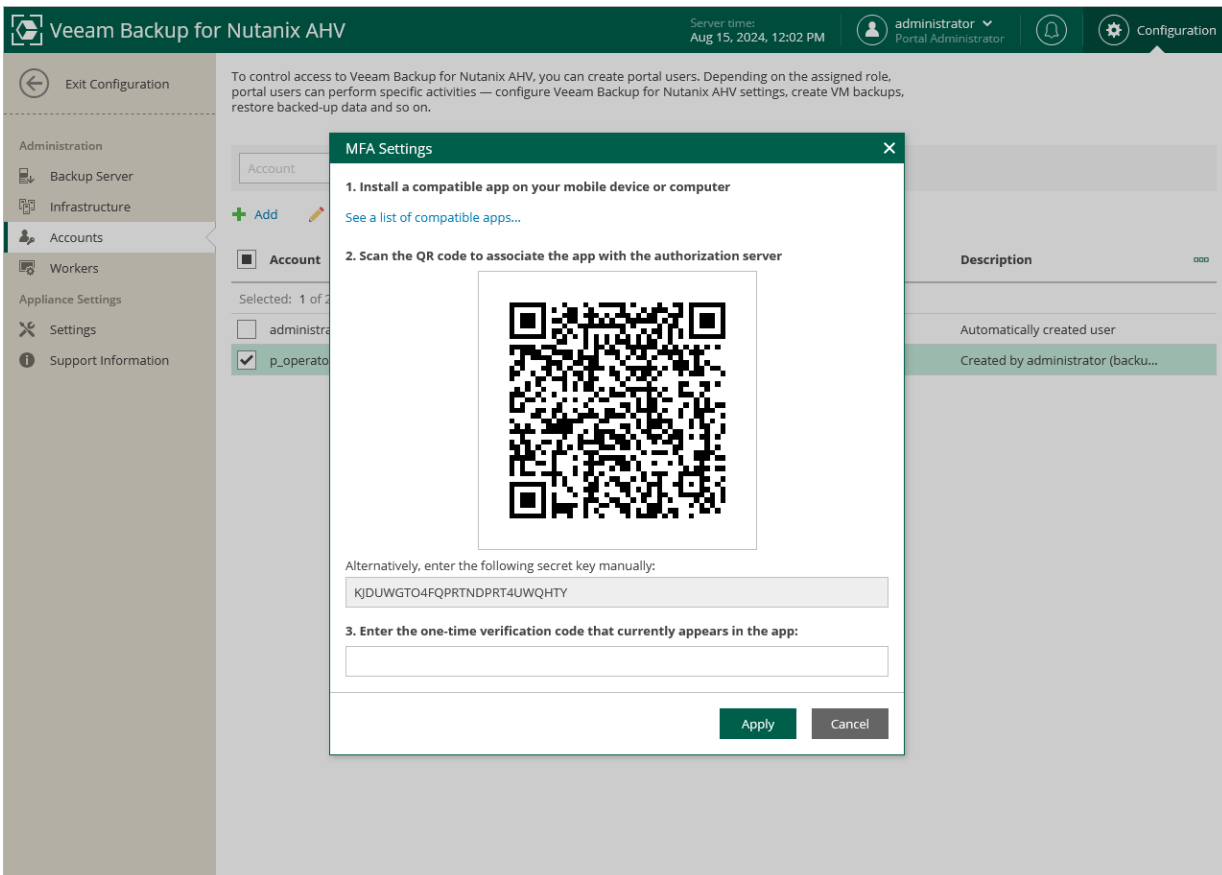 Veeam Backup for Nutanix AHV
Server time:
Aug 15, 2024, 12:02 PM
administrator
Portal Administrator
Configuration
Exit Configuration
To control access to Veeam Backup for Nutanix AHV, you can create portal users. Depending on the assigned role,
portal users can perform specific activities — configure Veeam Backup for Nutanix AHV settings, create VM backups,
restore backed-up data and so on.
Administration
Backup Server
Infrastructure
Accounts
Workers
Appliance Settings
Settings
Support Information
Account
Add
Account
Description
Selected: 1 of 2
administra
Automatically created user
p_operato
Created by administrator (backu...
MFA Settings
1. Install a compatible app on your mobile device or computer
See a list of compatible apps...
2. Scan the QR code to associate the app with the authorization server
Alternatively, enter the following secret key manually:
KJDUWGTO4FQPRTNDPRT4UWQHTY
3. Enter the one-time verification code that currently appears in the app:
Apply
Cancel